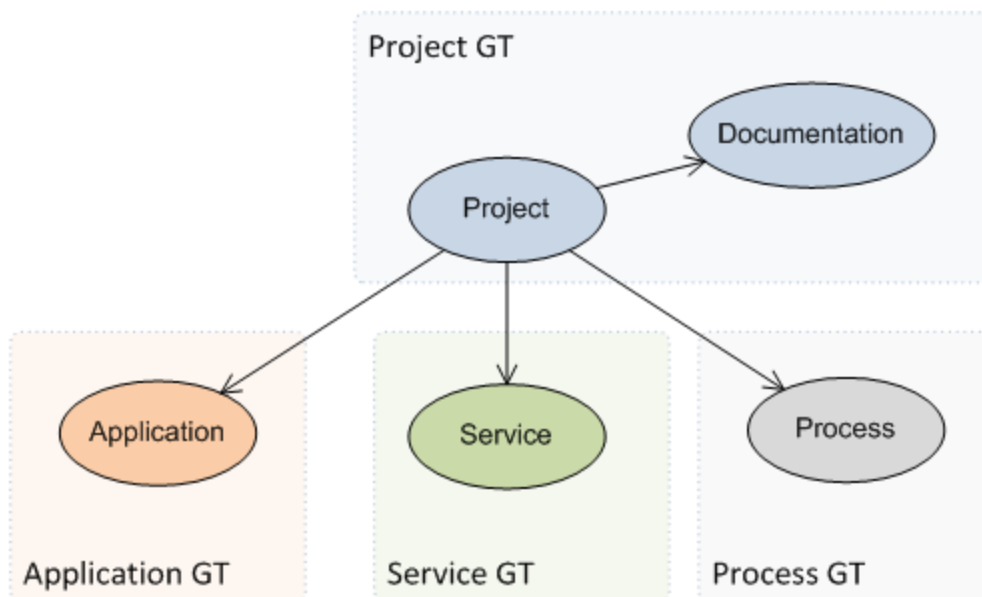 Project GT
Documentation
Project
Application
Service
Process
Application GT
Service GT
Process GT